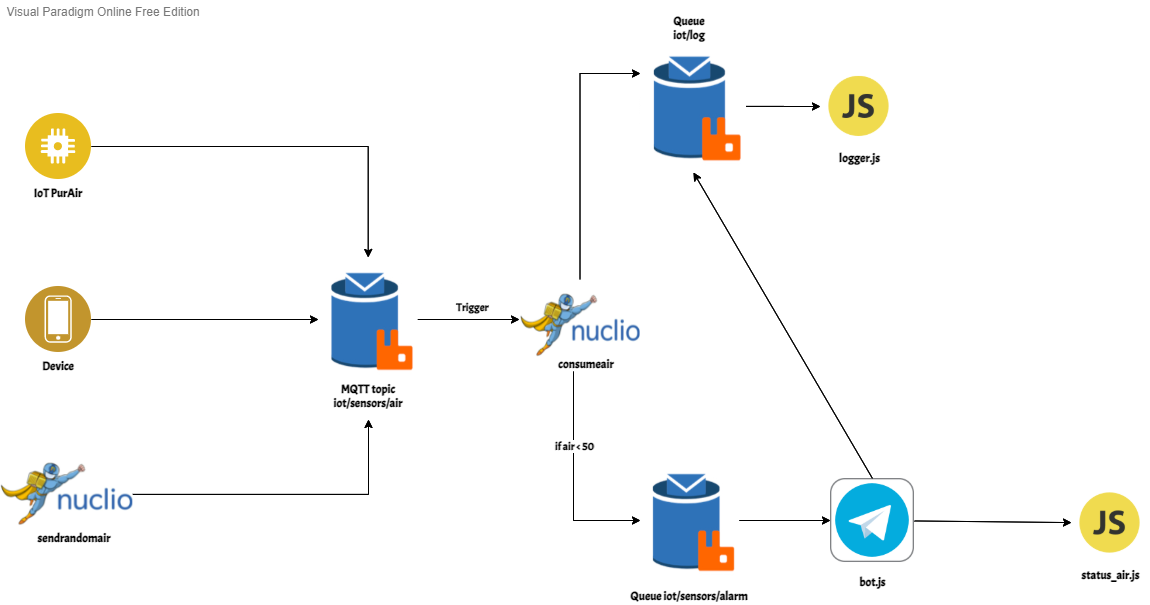 Visual Paradigm Online Free Edition
Queue
iot/log
JS
logger.js
IoT PurAir
Device
Trigger
nuclio
consumeair
MQTT topic
iot/sensors/air
if air < 50
nuclio
sendrandomair
JS
status_air.js
bot.js
Queue iot/sensors/alarm